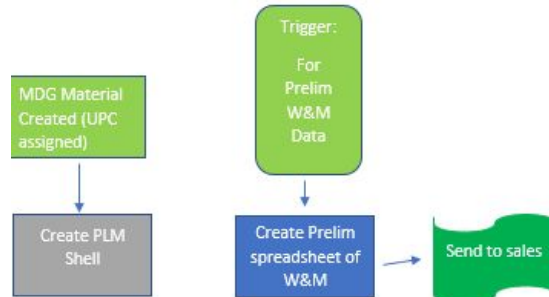 MDG Material
Created (UPC
assigned)
Create PLM
Shell
Trigger:
For
Prelim
W&M
Data
Create Prelim
spreadsheet of
W&M
Send to sales